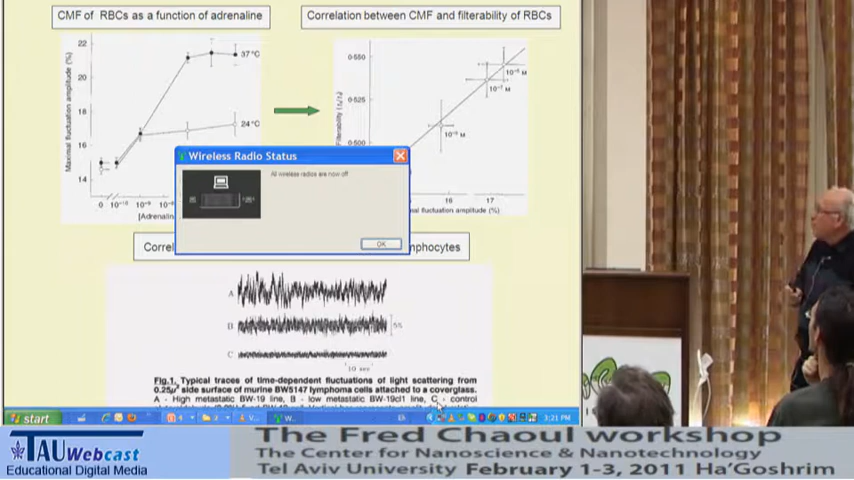 CMF of RBCs as a function of adrenaline
Correlation between CMF and filterability of RBCs
22
20
18
16
14
Maximal fluctuation amplitude (%)
37°C
24°C
0 10⁻¹⁰ 10⁻⁹
[Adrenalin
0·550
0·525
0·500
10⁻⁵ M
10⁻⁷ M
16 17
al fluctuation amplitude (%)
Wireless Radio Status
All wireless radios are now off.
OK
Correl
mphocytes
A
B
C
5%
10 sec
Fig.1. Typical traces of time-dependent fluctuations of light scattering from
0.25μ² side surface of murine BW5147 lymphoma cells attached to a coverglass.
A - High metastatic BW-19 line, B - low metastatic BW-19cl1 line, C - control
start
3:21 PM
TAU Webcast
Educational Digital Media
The Fred Chaoul workshop
The Center for Nanoscience & Nanotechnology
Tel Aviv University February 1-3, 2011 Ha'Goshrim